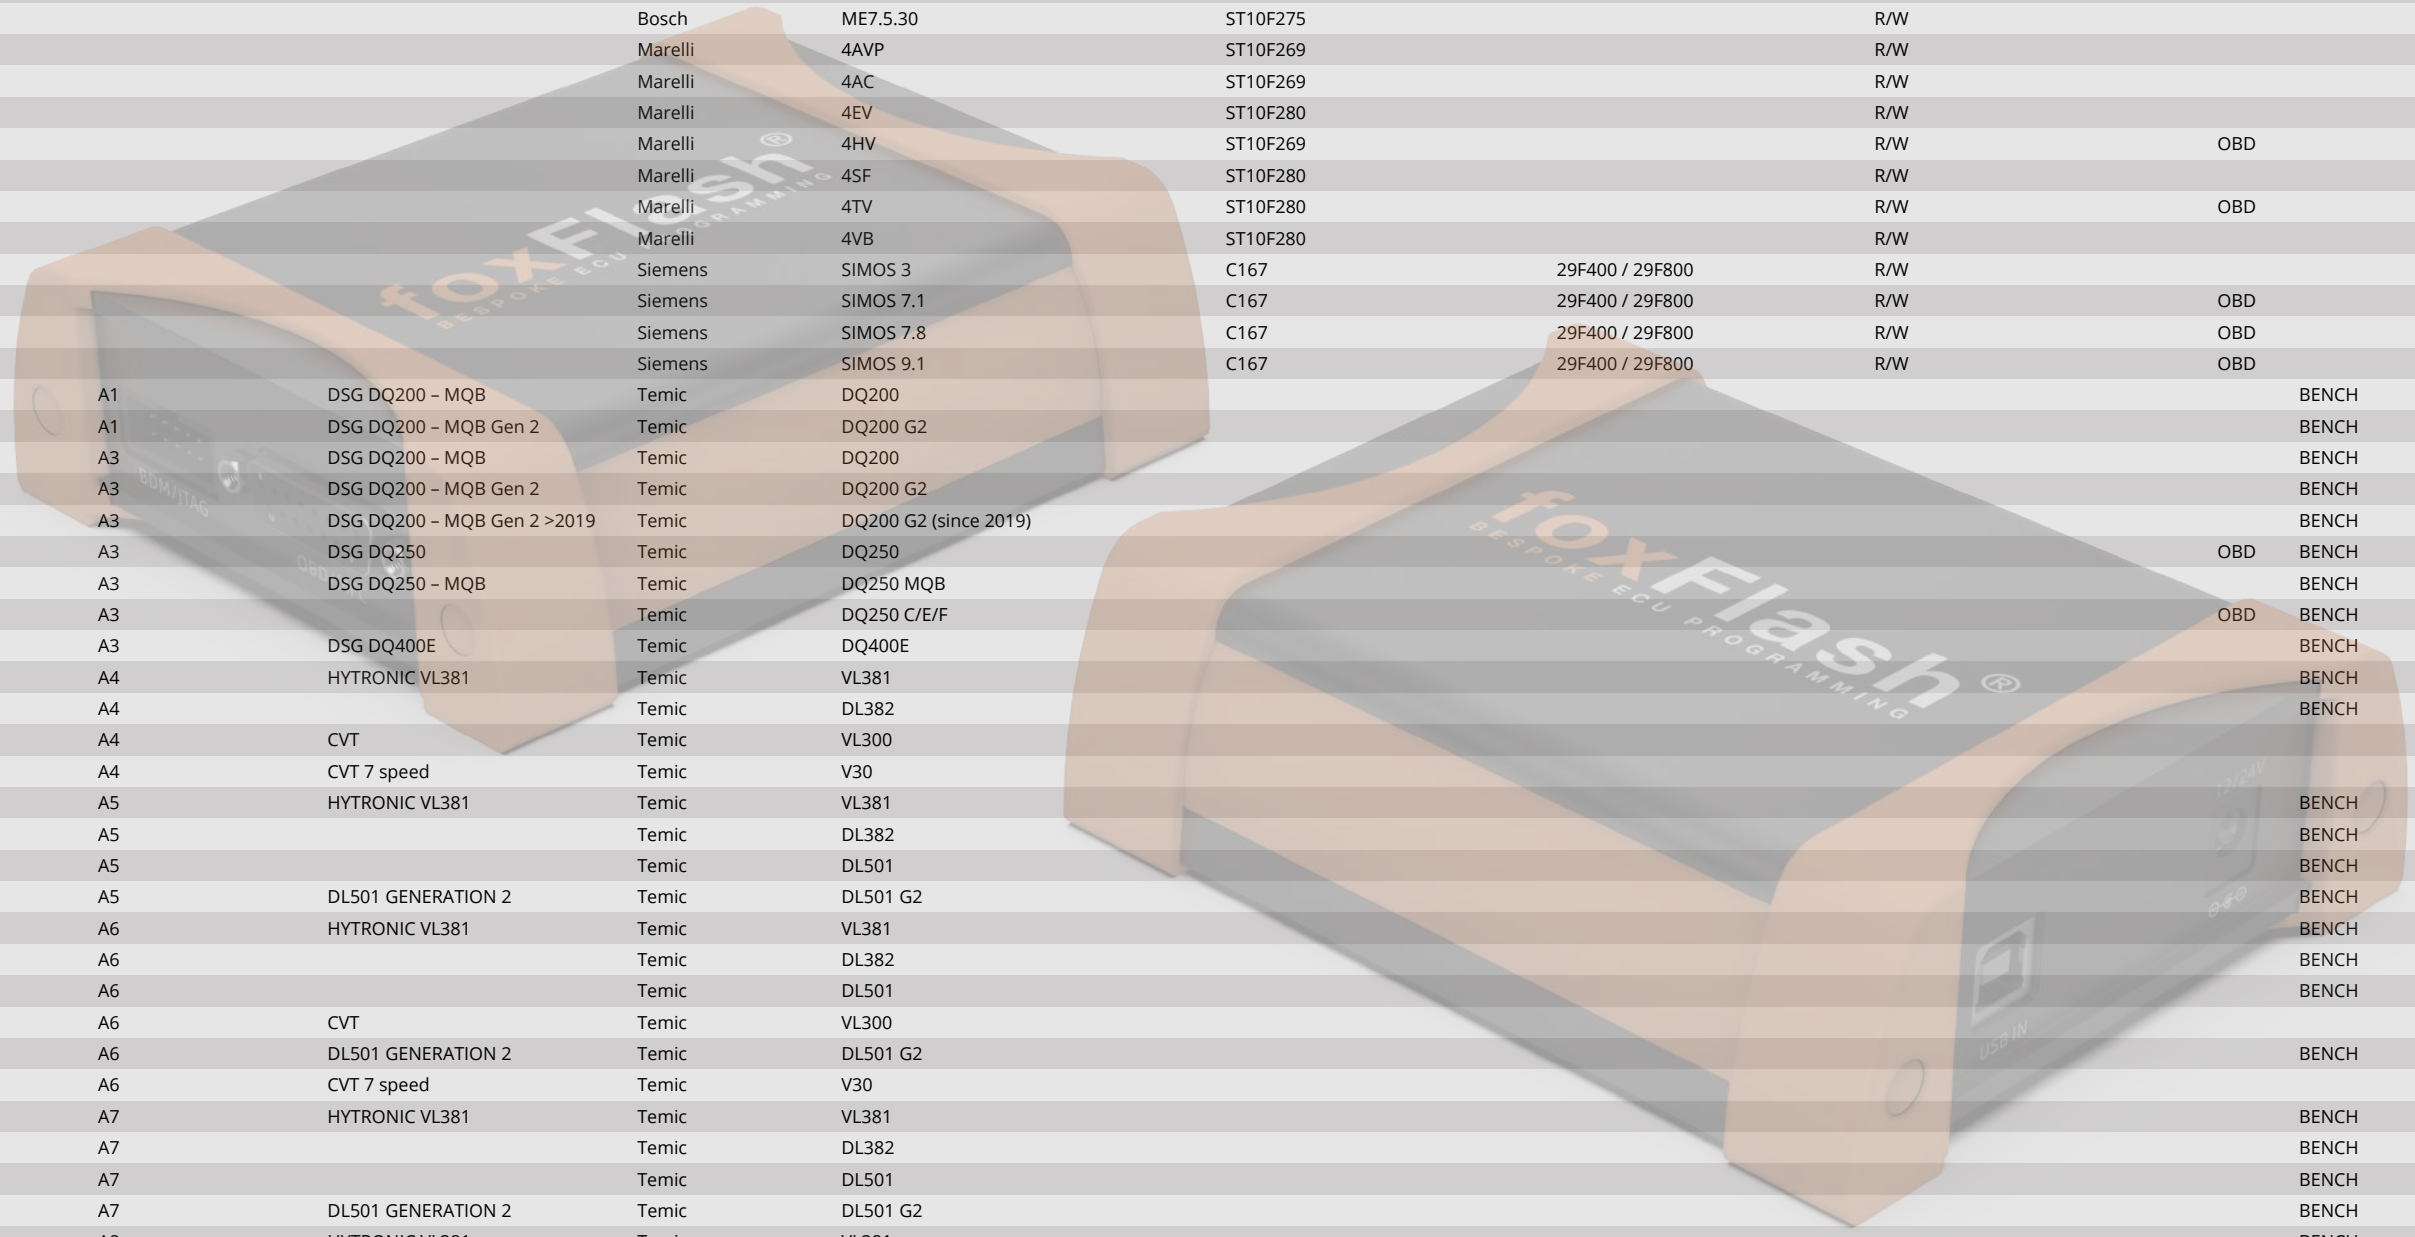 Bosch ME7.5.30 ST10F275 R/W
Marelli 4AVP ST10F269 R/W
Marelli 4AC ST10F269 R/W
Marelli 4EV ST10F280 R/W
Marelli 4HV ST10F269 R/W OBD
Marelli 4SF ST10F280 R/W
Marelli 4TV ST10F280 R/W OBD
Marelli 4VB ST10F280 R/W
Siemens SIMOS 3 C167 29F400 / 29F800 R/W
Siemens SIMOS 7.1 C167 29F400 / 29F800 R/W OBD
Siemens SIMOS 7.8 C167 29F400 / 29F800 R/W OBD
Siemens SIMOS 9.1 C167 29F400 / 29F800 R/W OBD
A1 DSG DQ200 – MQB Temic DQ200 BENCH
A1 DSG DQ200 – MQB Gen 2 Temic DQ200 G2 BENCH
A3 DSG DQ200 – MQB Temic DQ200 BENCH
A3 DSG DQ200 – MQB Gen 2 Temic DQ200 G2 BENCH
A3 DSG DQ200 – MQB Gen 2 >2019 Temic DQ200 G2 (since 2019) BENCH
A3 DSG DQ250 Temic DQ250 OBD BENCH
A3 DSG DQ250 – MQB Temic DQ250 MQB BENCH
A3 Temic DQ250 C/E/F OBD BENCH
A3 DSG DQ400E Temic DQ400E BENCH
A4 HYTRONIC VL381 Temic VL381 BENCH
A4 Temic DL382 BENCH
A4 CVT Temic VL300
A4 CVT 7 speed Temic V30
A5 HYTRONIC VL381 Temic VL381 BENCH
A5 Temic DL382 BENCH
A5 Temic DL501 BENCH
A5 DL501 GENERATION 2 Temic DL501 G2 BENCH
A6 HYTRONIC VL381 Temic VL381 BENCH
A6 Temic DL382 BENCH
A6 Temic DL501 BENCH
A6 CVT Temic VL300
A6 DL501 GENERATION 2 Temic DL501 G2 BENCH
A6 CVT 7 speed Temic V30
A7 HYTRONIC VL381 Temic VL381 BENCH
A7 Temic DL382 BENCH
A7 Temic DL501 BENCH
A7 DL501 GENERATION 2 Temic DL501 G2 BENCH
foxFlash ®
BESPOKE ECU PROGRAMMING
BDM/JTAG
foxFlash ®
BESPOKE ECU PROGRAMMING
12/24V
USB IN